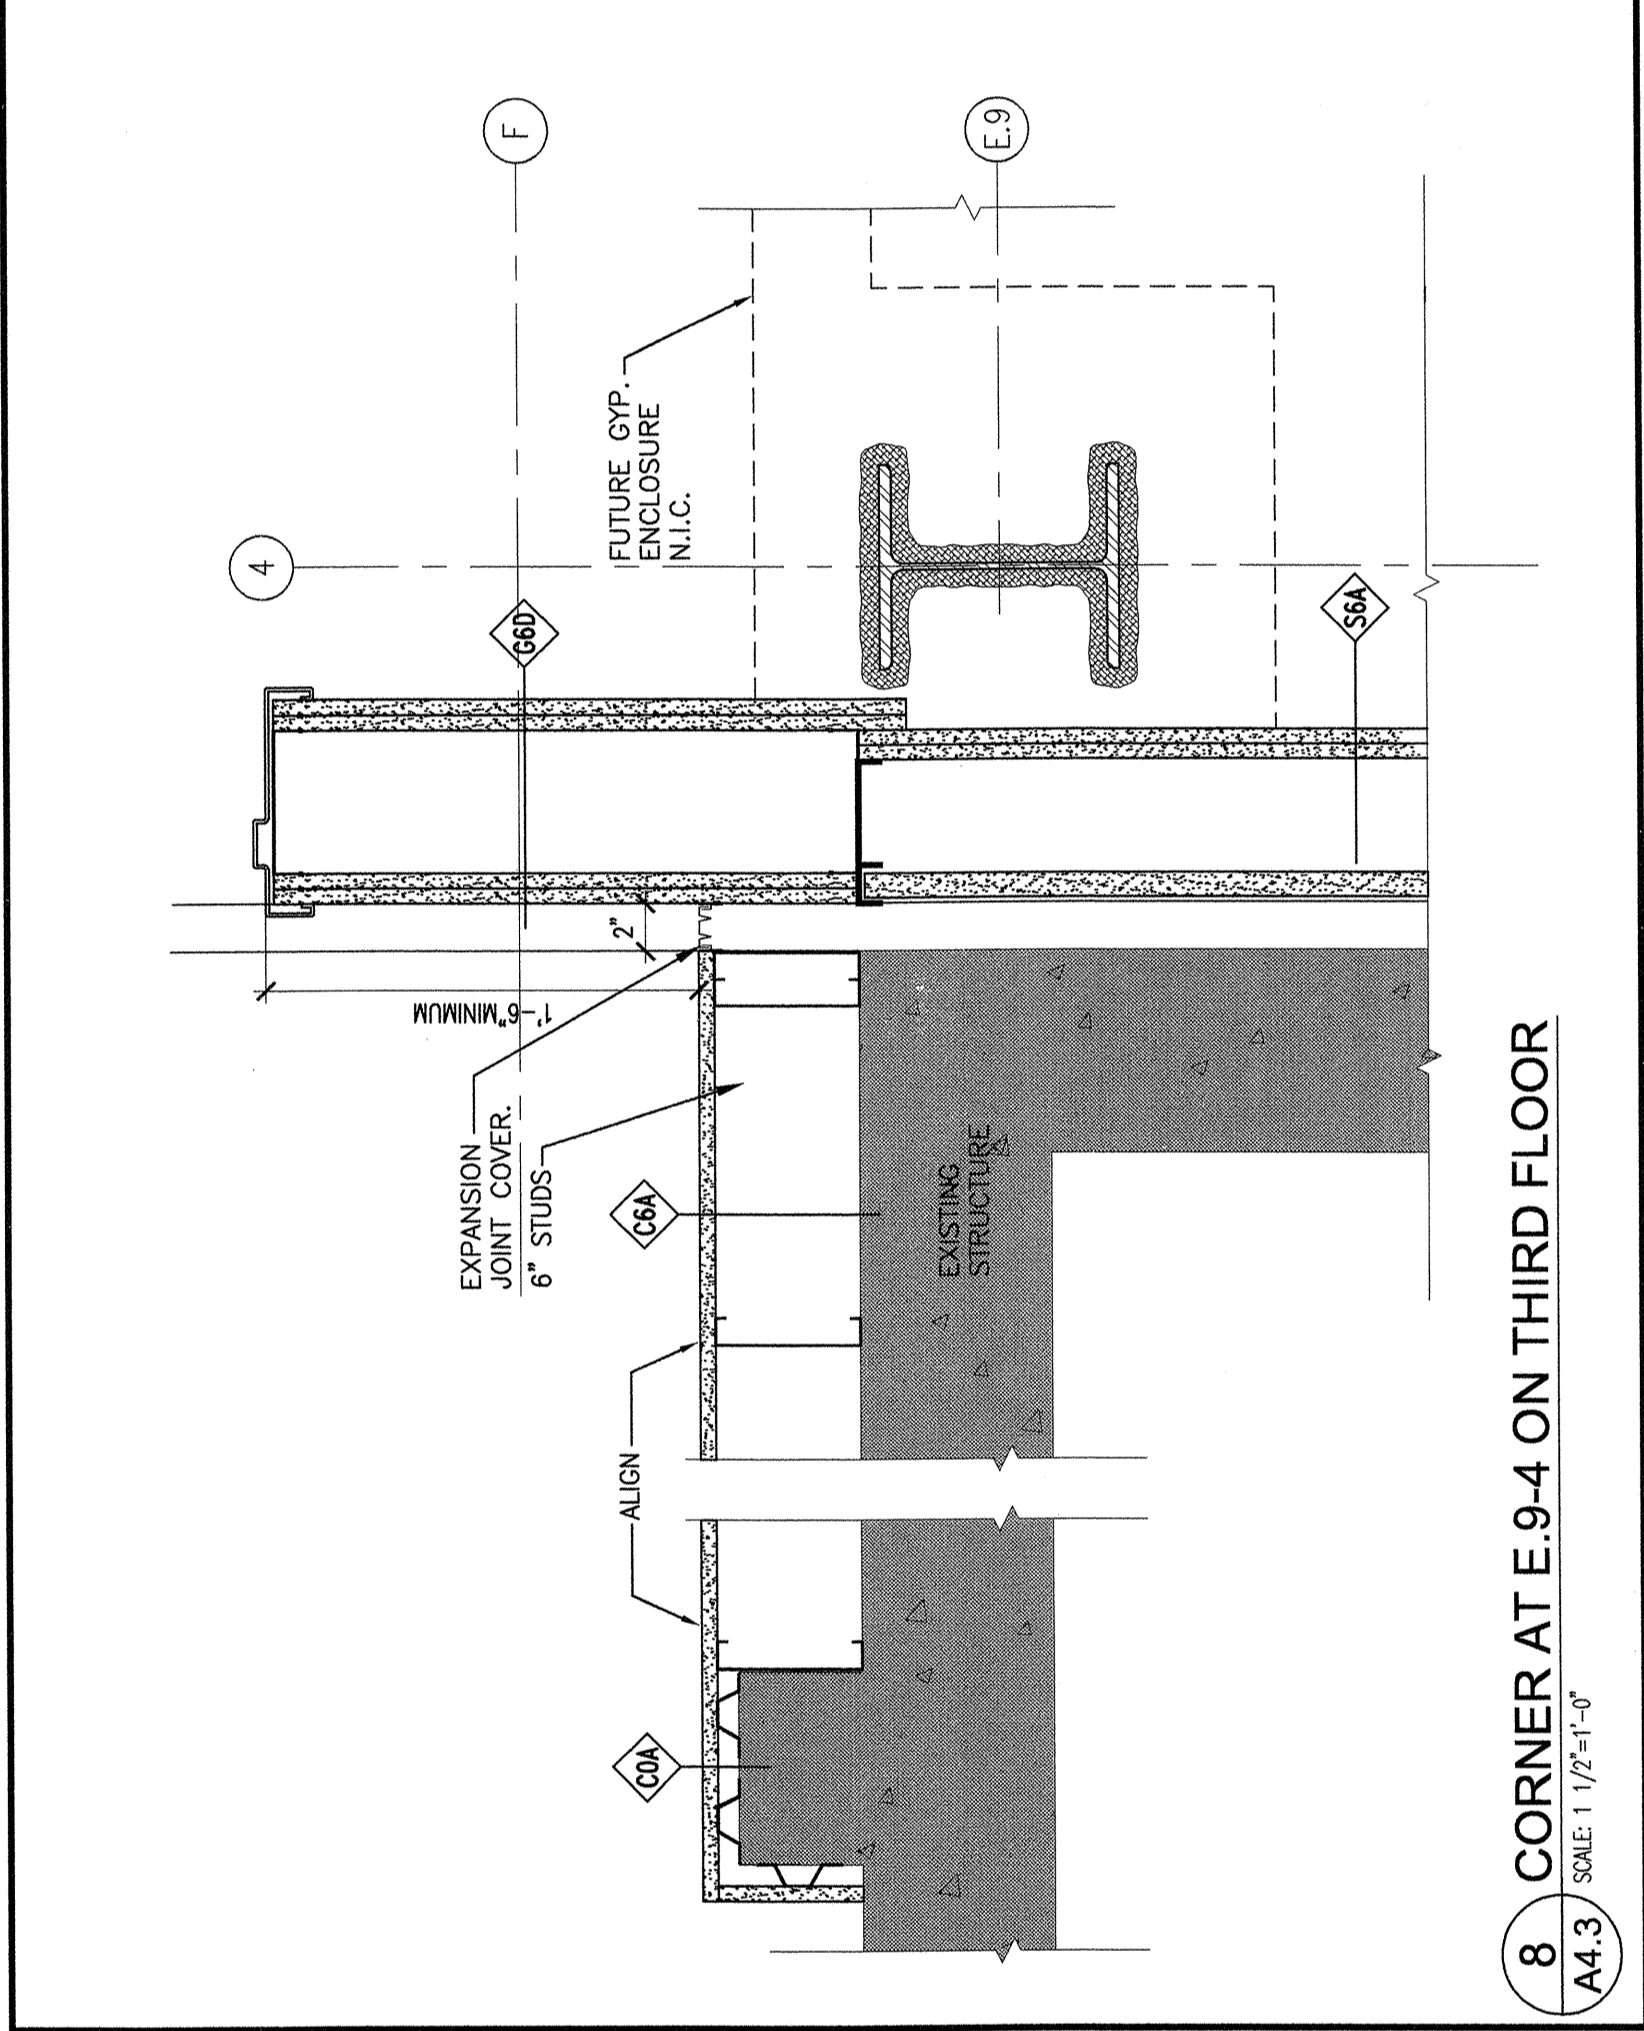 4
F
E.9
G6D
FUTURE GYP.
ENCLOSURE
N.I.C.
S6A
2"
1'-6" MINIMUM
EXPANSION
JOINT COVER.
6" STUDS
C6A
ALIGN
EXISTING
STRUCTURE
C0A
8
A4.3
CORNER AT E.9-4 ON THIRD FLOOR
SCALE: 1 1/2"=1'-0"